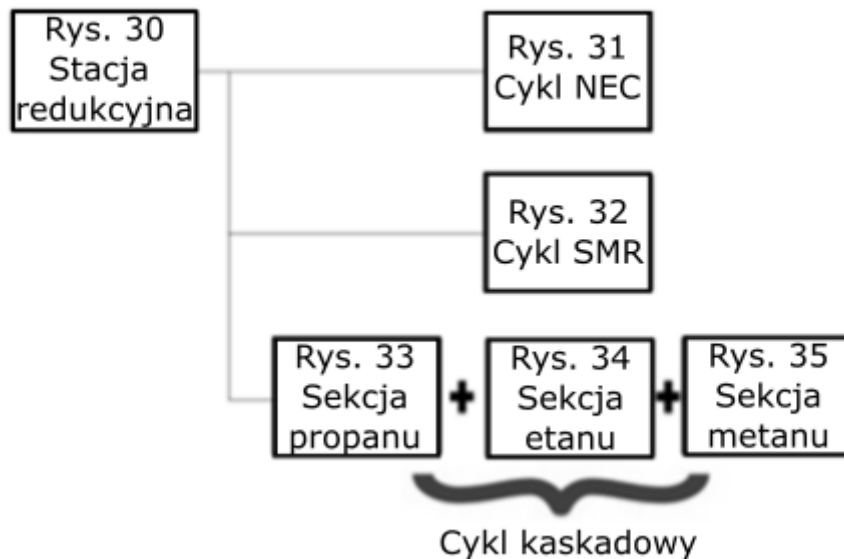 Rys. 30
Stacja
redukcyjna
Rys. 31
Cykl NEC
Rys. 32
Cykl SMR
Rys. 33
Sekcja
propanu
+
Rys. 34
Sekcja
etanu
+
Rys. 35
Sekcja
metanu
Cykl kaskadowy